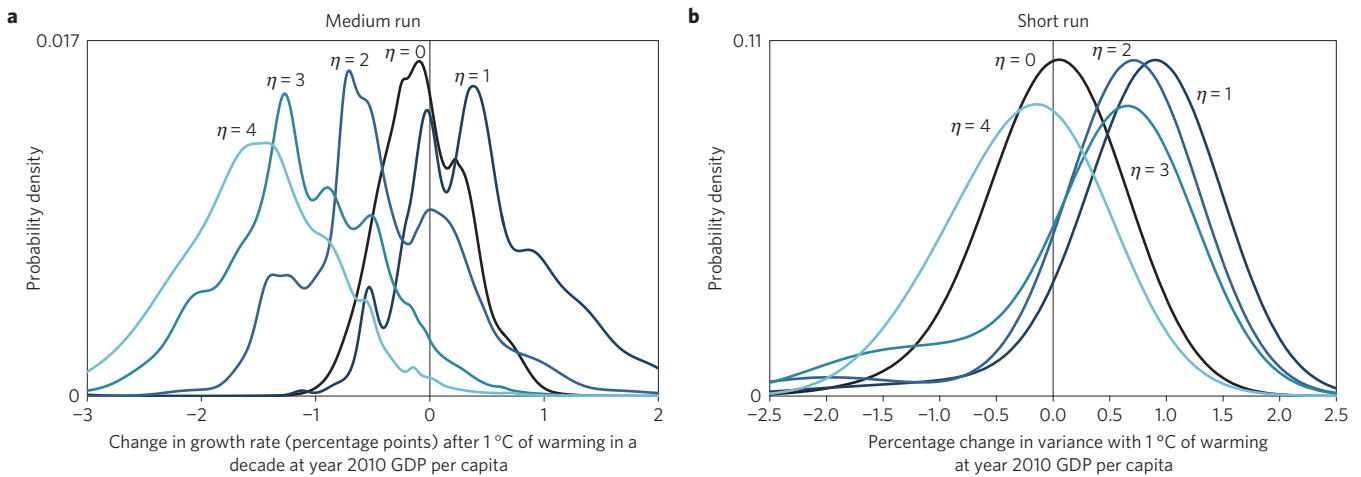 a
Medium run
0.017
Probability density
0
η = 4
η = 3
η = 2
η = 0
η = 1
−3
−2
−1
0
1
2
Change in growth rate (percentage points) after 1 °C of warming in a
decade at year 2010 GDP per capita
b
Short run
0.11
Probability density
0
η = 0
η = 2
η = 1
η = 4
η = 3
−2.5
−2.0
−1.5
−1.0
−0.5
0.0
0.5
1.0
1.5
2.0
2.5
Percentage change in variance with 1 °C of warming
at year 2010 GDP per capita